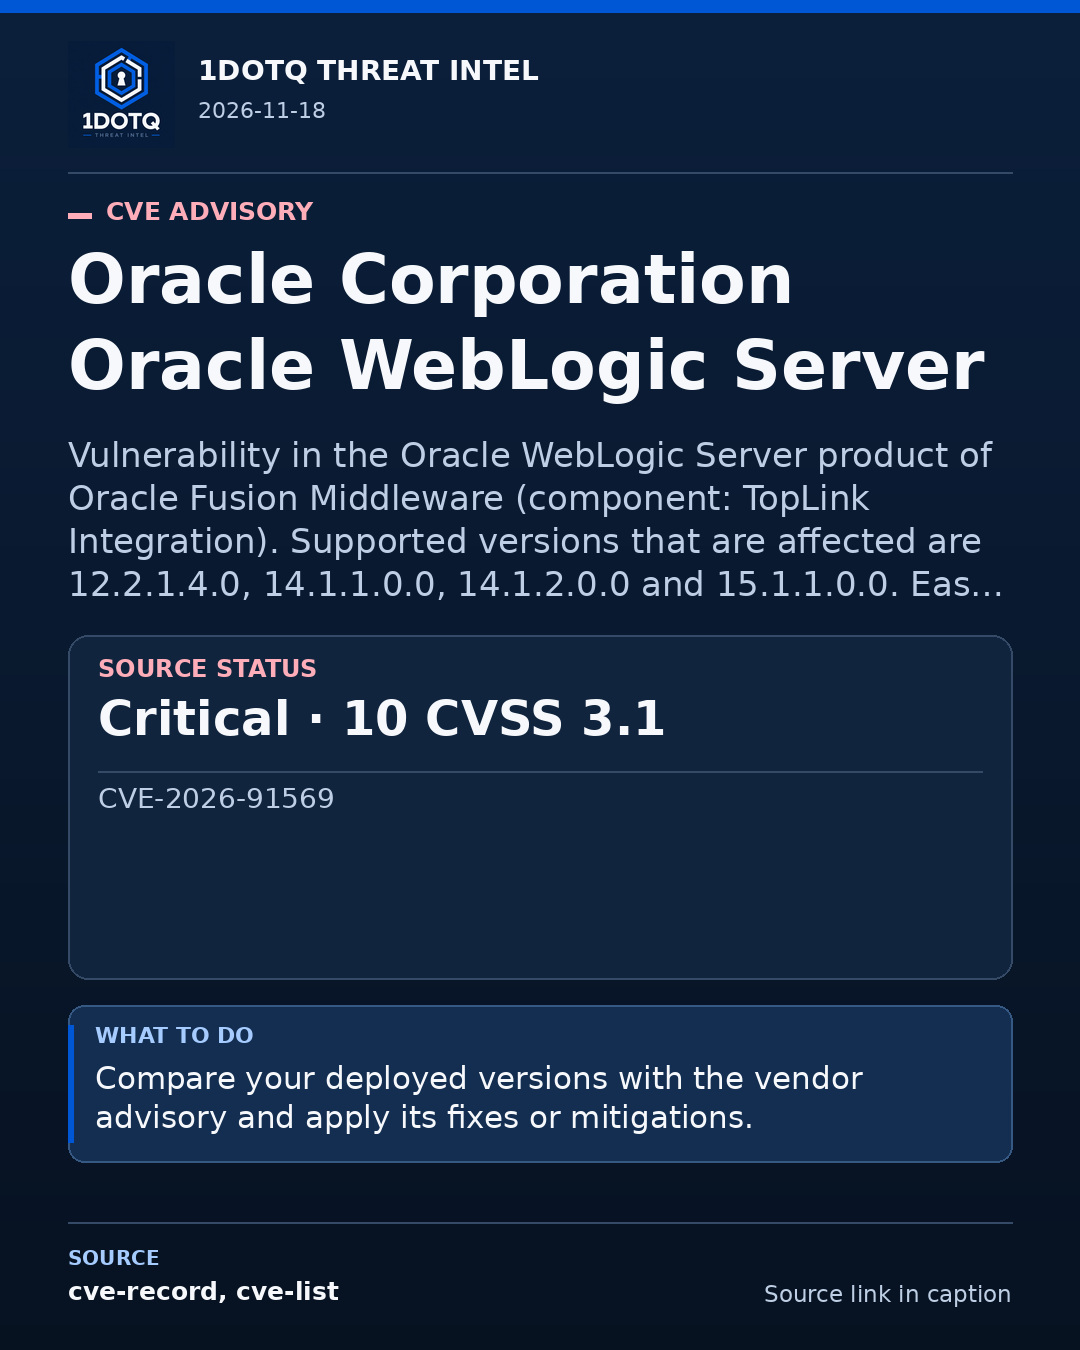 1DOTQ
THREAT INTEL
1DOTQ THREAT INTEL
2026-11-18
CVE ADVISORY
Oracle Corporation
Oracle WebLogic Server
Vulnerability in the Oracle WebLogic Server product of
Oracle Fusion Middleware (component: TopLink
Integration). Supported versions that are affected are
12.2.1.4.0, 14.1.1.0.0, 14.1.2.0.0 and 15.1.1.0.0. Eas...
SOURCE STATUS
Critical · 10 CVSS 3.1
CVE-2026-91569
WHAT TO DO
Compare your deployed versions with the vendor
advisory and apply its fixes or mitigations.
SOURCE
cve-record, cve-list
Source link in caption